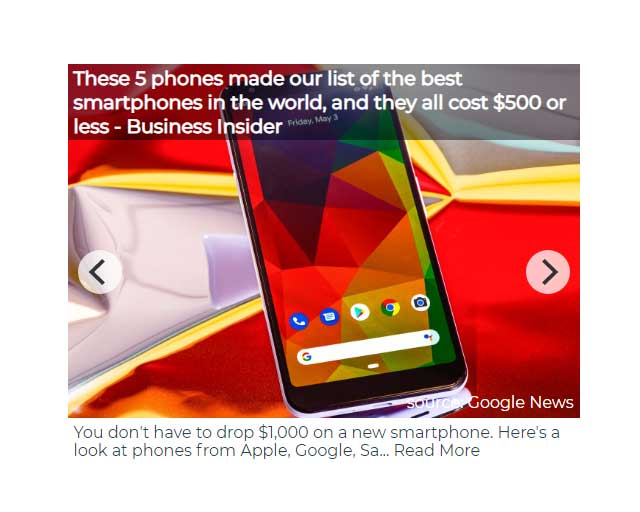 These 5 phones made our list of the best
smartphones in the world, and they all cost $500 or
less - Business Insider
Friday, May 3
source: Google News
You don't have to drop $1,000 on a new smartphone. Here's a
look at phones from Apple, Google, Sa... Read More